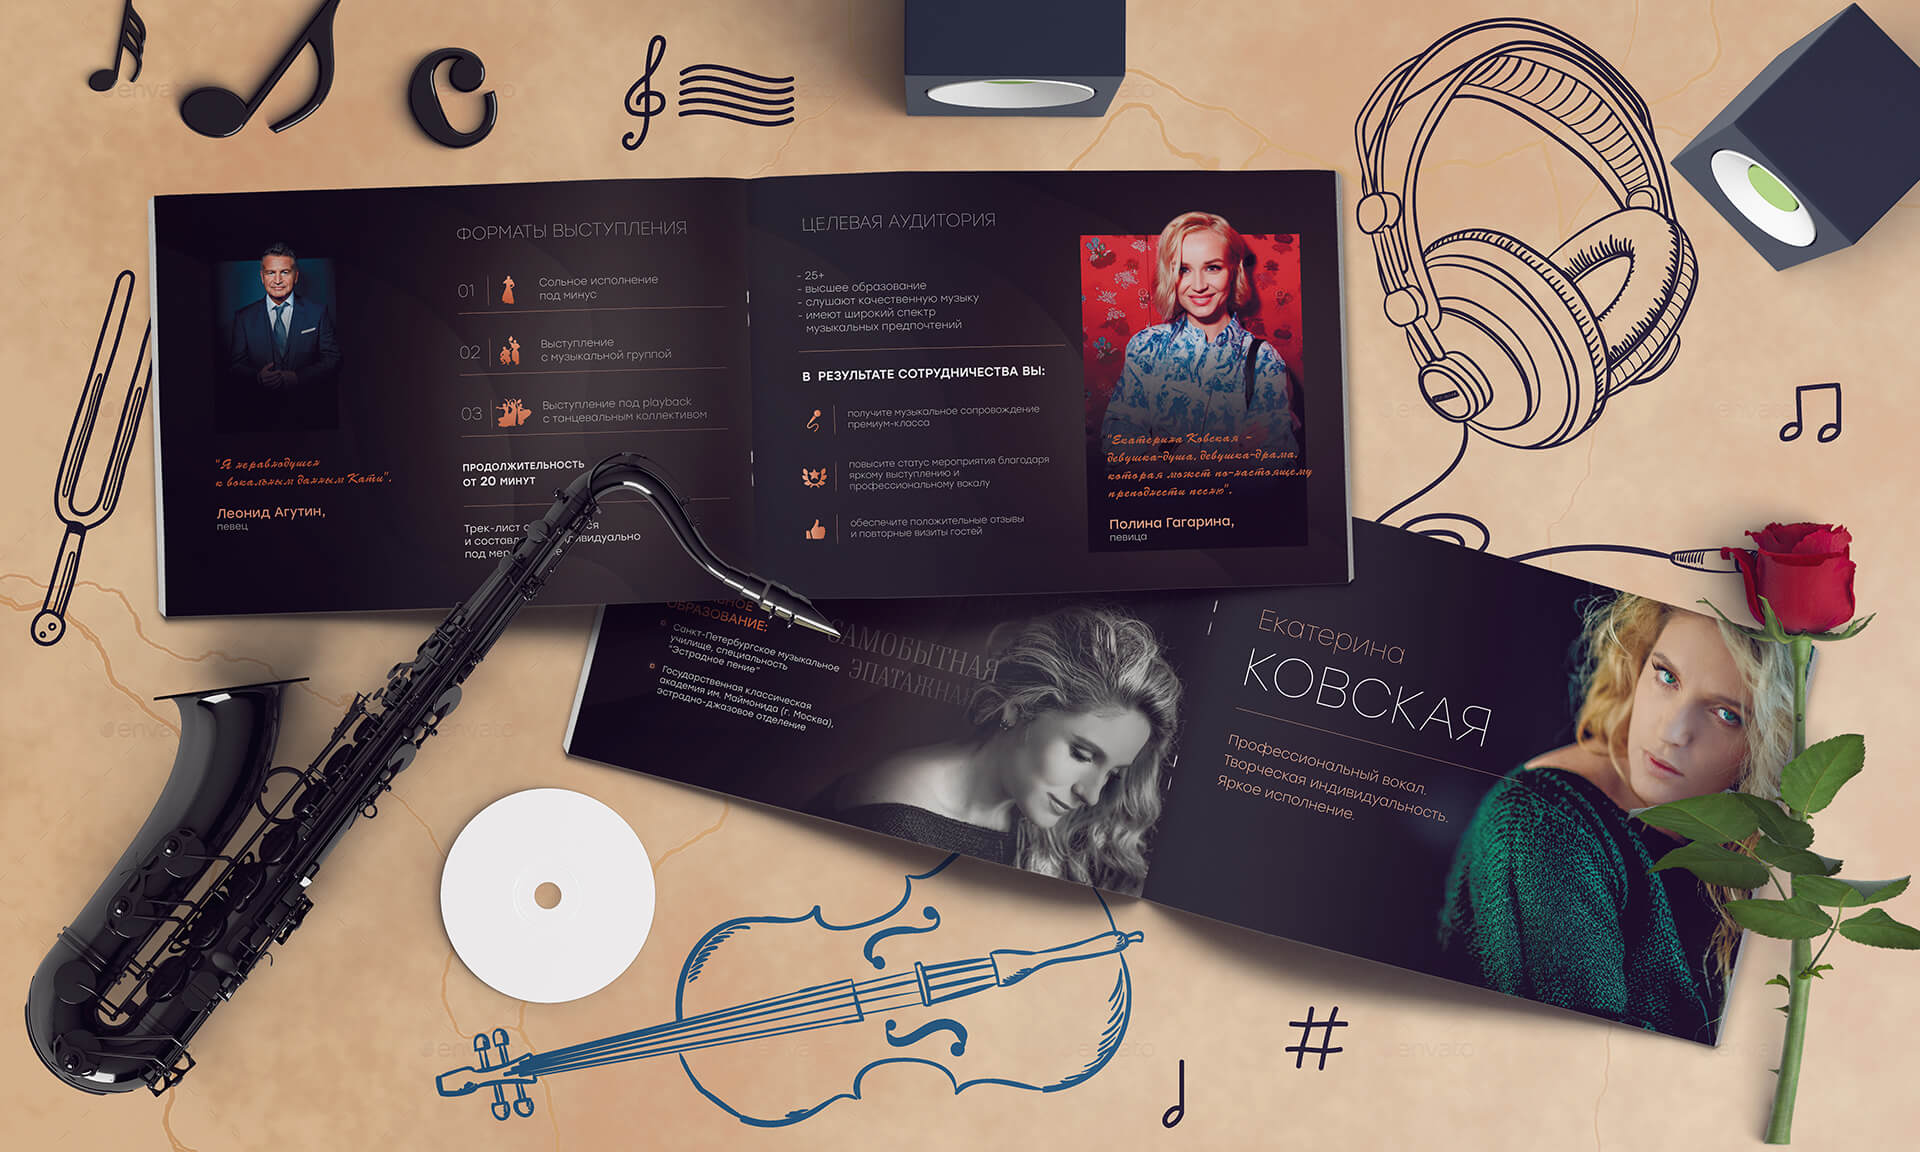 ФОРМАТЫ ВЫСТУПЛЕНИЯ
01
Сольное исполнение
под минус
02
Выступление
с музыкальной группой
03
Выступление под playback
с танцевальным коллективом
ПРОДОЛЖИТЕЛЬНОСТЬ
ОТ 20 МИНУТ
Трек-лист
и состав
под
"Я неравнодушен
к вокальным данным Кати".
Леонид Агутин,
певец
ЦЕЛЕВАЯ АУДИТОРИЯ
- 25+
- высшее образование
- слушают качественную музыку
- имеют широкий спектр
музыкальных предпочтений
В РЕЗУЛЬТАТЕ СОТРУДНИЧЕСТВА ВЫ:
получите музыкальное сопровождение
премиум-класса
повысите статус мероприятия благодаря
яркому выступлению и
профессиональному вокалу
обеспечите положительные отзывы
и повторные визиты гостей
"Екатерина Ковская –
девушка-душа, девушка-драма,
которая может по-настоящему
преподнести песню".
Полина Гагарина,
певица
ОБРАЗОВАНИЕ:
Санкт-Петербургское музыкальное
училище, специальность
"Эстрадное пение"
Государственная классическая
академия им. Маймонида (г. Москва),
эстрадно-джазовое отделение
САМОБЫТНАЯ
ЭПАТАЖНАЯ
Екатерина
КОВСКАЯ
Профессиональный вокал.
Творческая индивидуальность.
Яркое исполнение.
#
envato